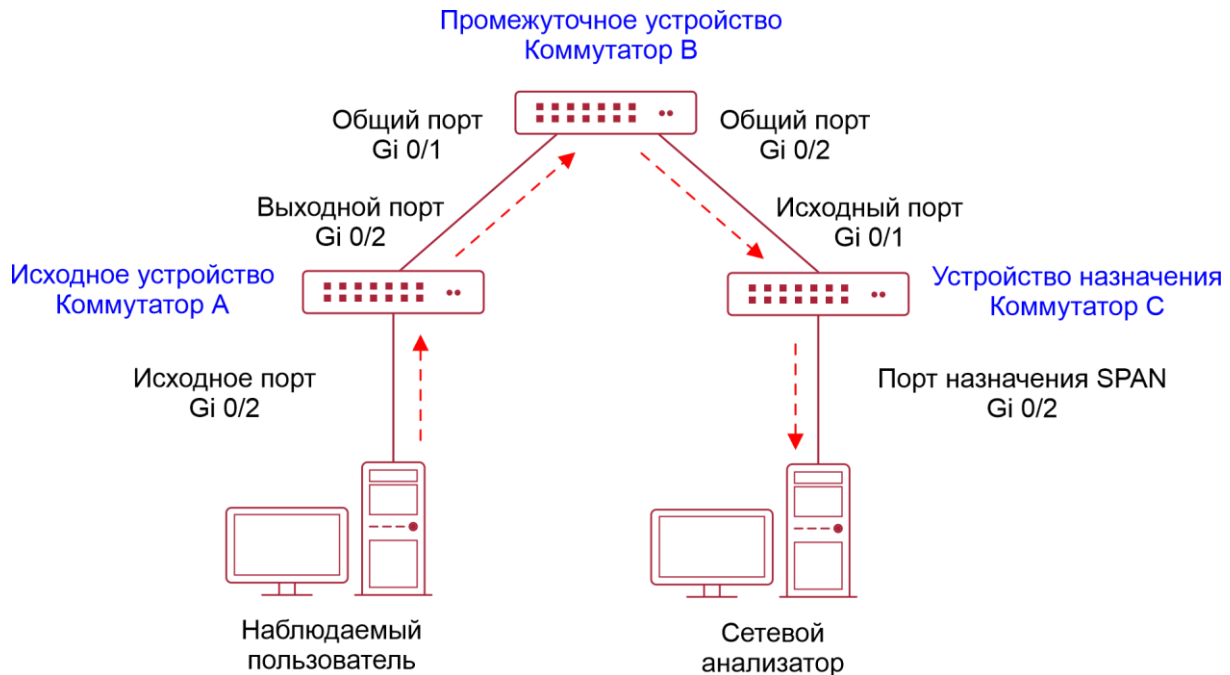 Промежуточное устройство
Коммутатор B
Общий порт
Gi 0/1
Общий порт
Gi 0/2
Выходной порт
Gi 0/2
Исходный порт
Gi 0/1
Исходное устройство
Коммутатор A
Устройство назначения
Коммутатор C
Исходное порт
Gi 0/2
Порт назначения SPAN
Gi 0/2
Наблюдаемый
пользователь
Сетевой
анализатор